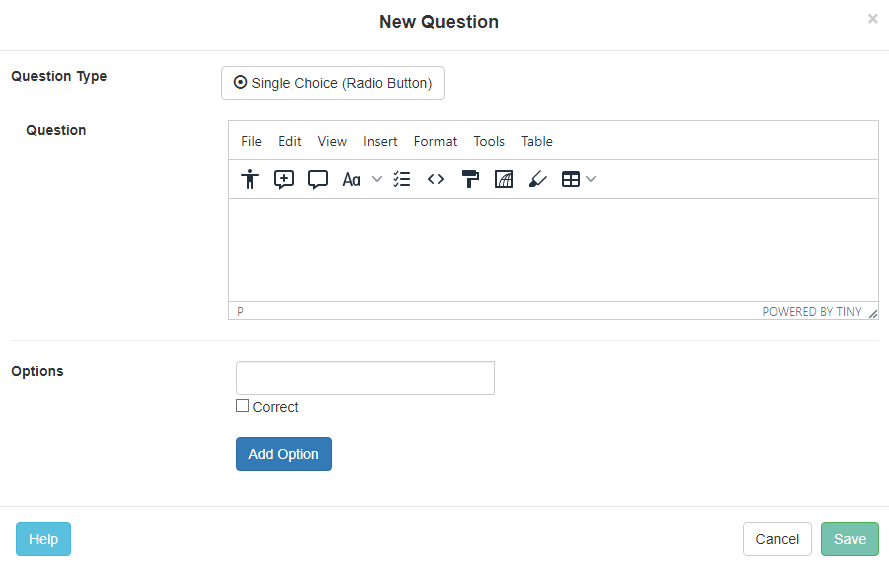 New Question
×
Question Type
Single Choice (Radio Button)
Question
File Edit View Insert Format Tools Table
Aa
P
POWERED BY TINY
Options
Correct
Add Option
Help
Cancel
Save